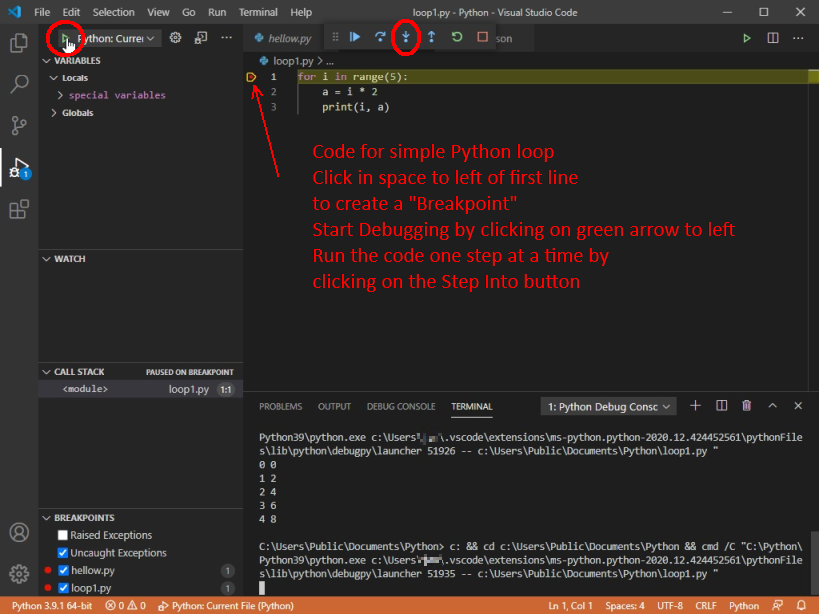 File Edit Selection View Go Run Terminal Help loop1.py - Python - Visual Studio Code
Python: Curre
hellow.py
son
VARIABLES
Locals
special variables
Globals
loop1.py > ...
1 for i in range(5):
2 a = i * 2
3 print(i, a)
Code for simple Python loop
Click in space to left of first line
to create a "Breakpoint"
Start Debugging by clicking on green arrow to left
Run the code one step at a time by
clicking on the Step Into button
1
WATCH
CALL STACK PAUSED ON BREAKPOINT
<module> loop1.py 1:1
BREAKPOINTS
Raised Exceptions
Uncaught Exceptions
hellow.py 1
loop1.py 1
PROBLEMS OUTPUT DEBUG CONSOLE TERMINAL 1: Python Debug Consc
Python39\python.exe c:\Users\ \.vscode\extensions\ms-python.python-2020.12.424452561\pythonFile
s\lib\python\debugpy\launcher 51926 -- c:\Users\Public\Documents\Python\loop1.py "
0 0
1 2
2 4
3 6
4 8
C:\Users\Public\Documents\Python> c: && cd c:\Users\Public\Documents\Python && cmd /C "C:\Python\
Python39\python.exe c:\Users\ \.vscode\extensions\ms-python.python-2020.12.424452561\pythonFile
s\lib\python\debugpy\launcher 51935 -- c:\Users\Public\Documents\Python\loop1.py "
Python 3.9.1 64-bit 0 0 Python: Current File (Python) Ln 1, Col 1 Spaces: 4 UTF-8 CRLF Python